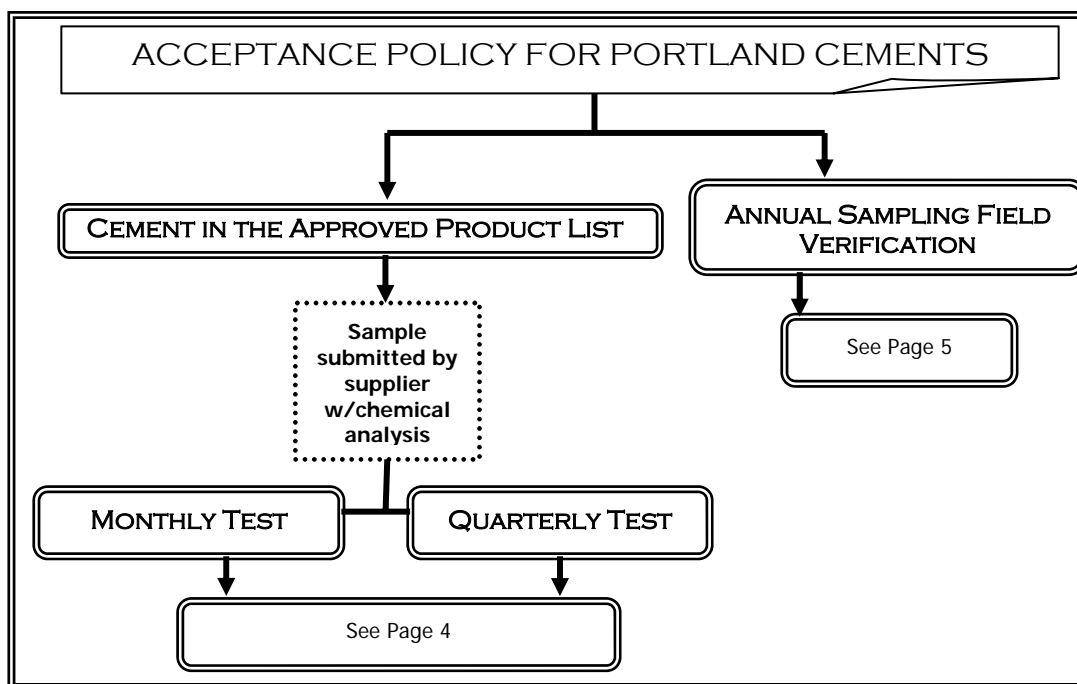 ACCEPTANCE POLICY FOR PORTLAND CEMENTS
CEMENT IN THE APPROVED PRODUCT LIST
ANNUAL SAMPLING FIELD
VERIFICATION
Sample
submitted by
supplier
w/chemical
analysis
See Page 5
MONTHLY TEST
QUARTERLY TEST
See Page 4